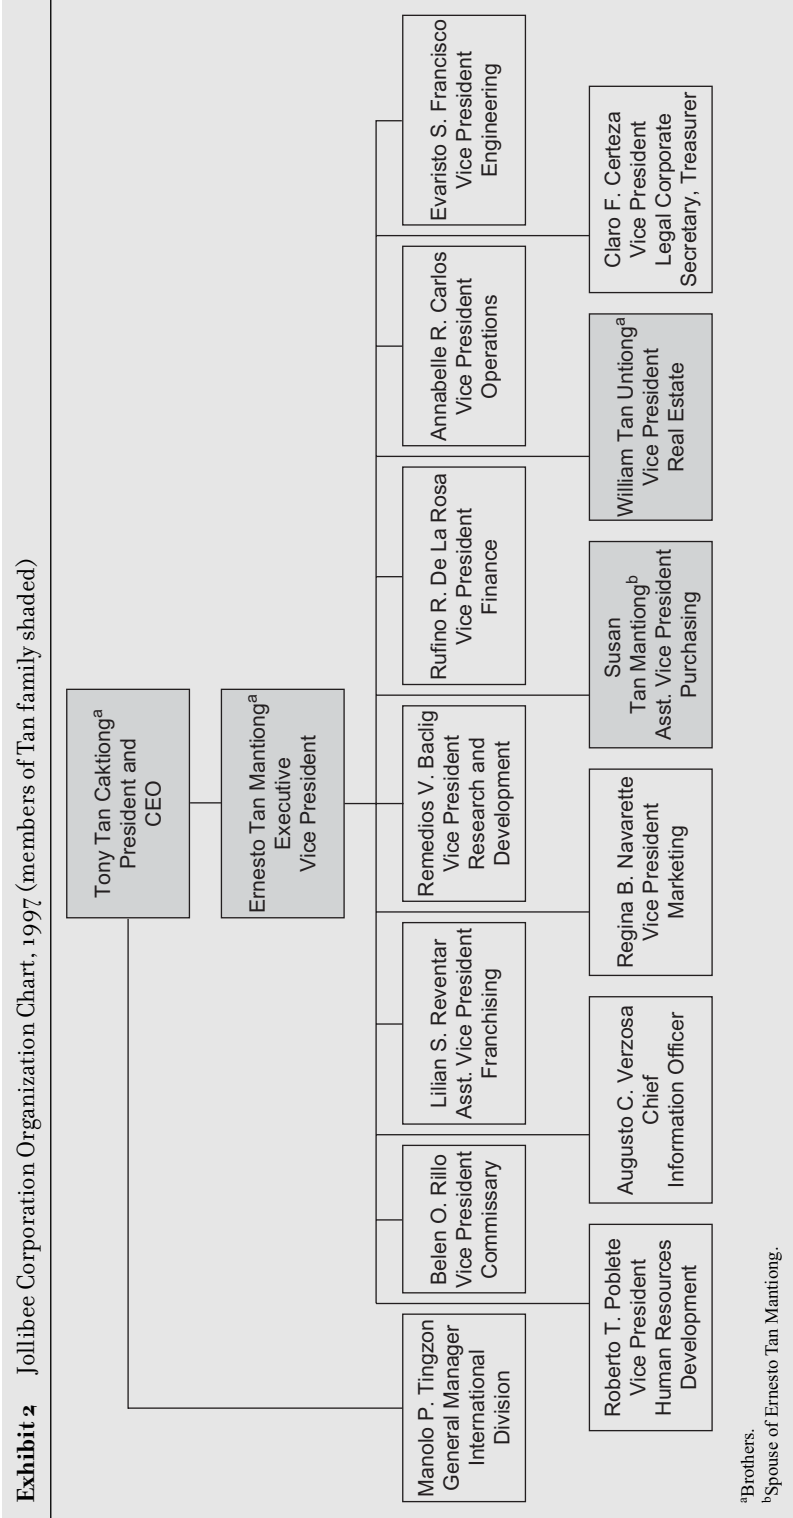 Exhibit 2 Jollibee Corporation Organization Chart, 1997 (members of Tan family shaded)
Tony Tan Caktiongᵃ
President and
CEO
Ernesto Tan Mantiongᵃ
Executive
Vice President
Manolo P. Tingzon
General Manager
International
Division
Belen O. Rillo
Vice President
Commissary
Lilian S. Reventar
Asst. Vice President
Franchising
Remedios V. Baclig
Vice President
Research and
Development
Rufino R. De La Rosa
Vice President
Finance
Annabelle R. Carlos
Vice President
Operations
Evaristo S. Francisco
Vice President
Engineering
Roberto T. Poblete
Vice President
Human Resources
Development
Augusto C. Verzosa
Chief
Information Officer
Regina B. Navarette
Vice President
Marketing
Susan
Tan Mantiongᵇ
Asst. Vice President
Purchasing
William Tan Untiongᵃ
Vice President
Real Estate
Claro F. Certeza
Vice President
Legal Corporate
Secretary, Treasurer
ᵃBrothers.
ᵇSpouse of Ernesto Tan Mantiong.